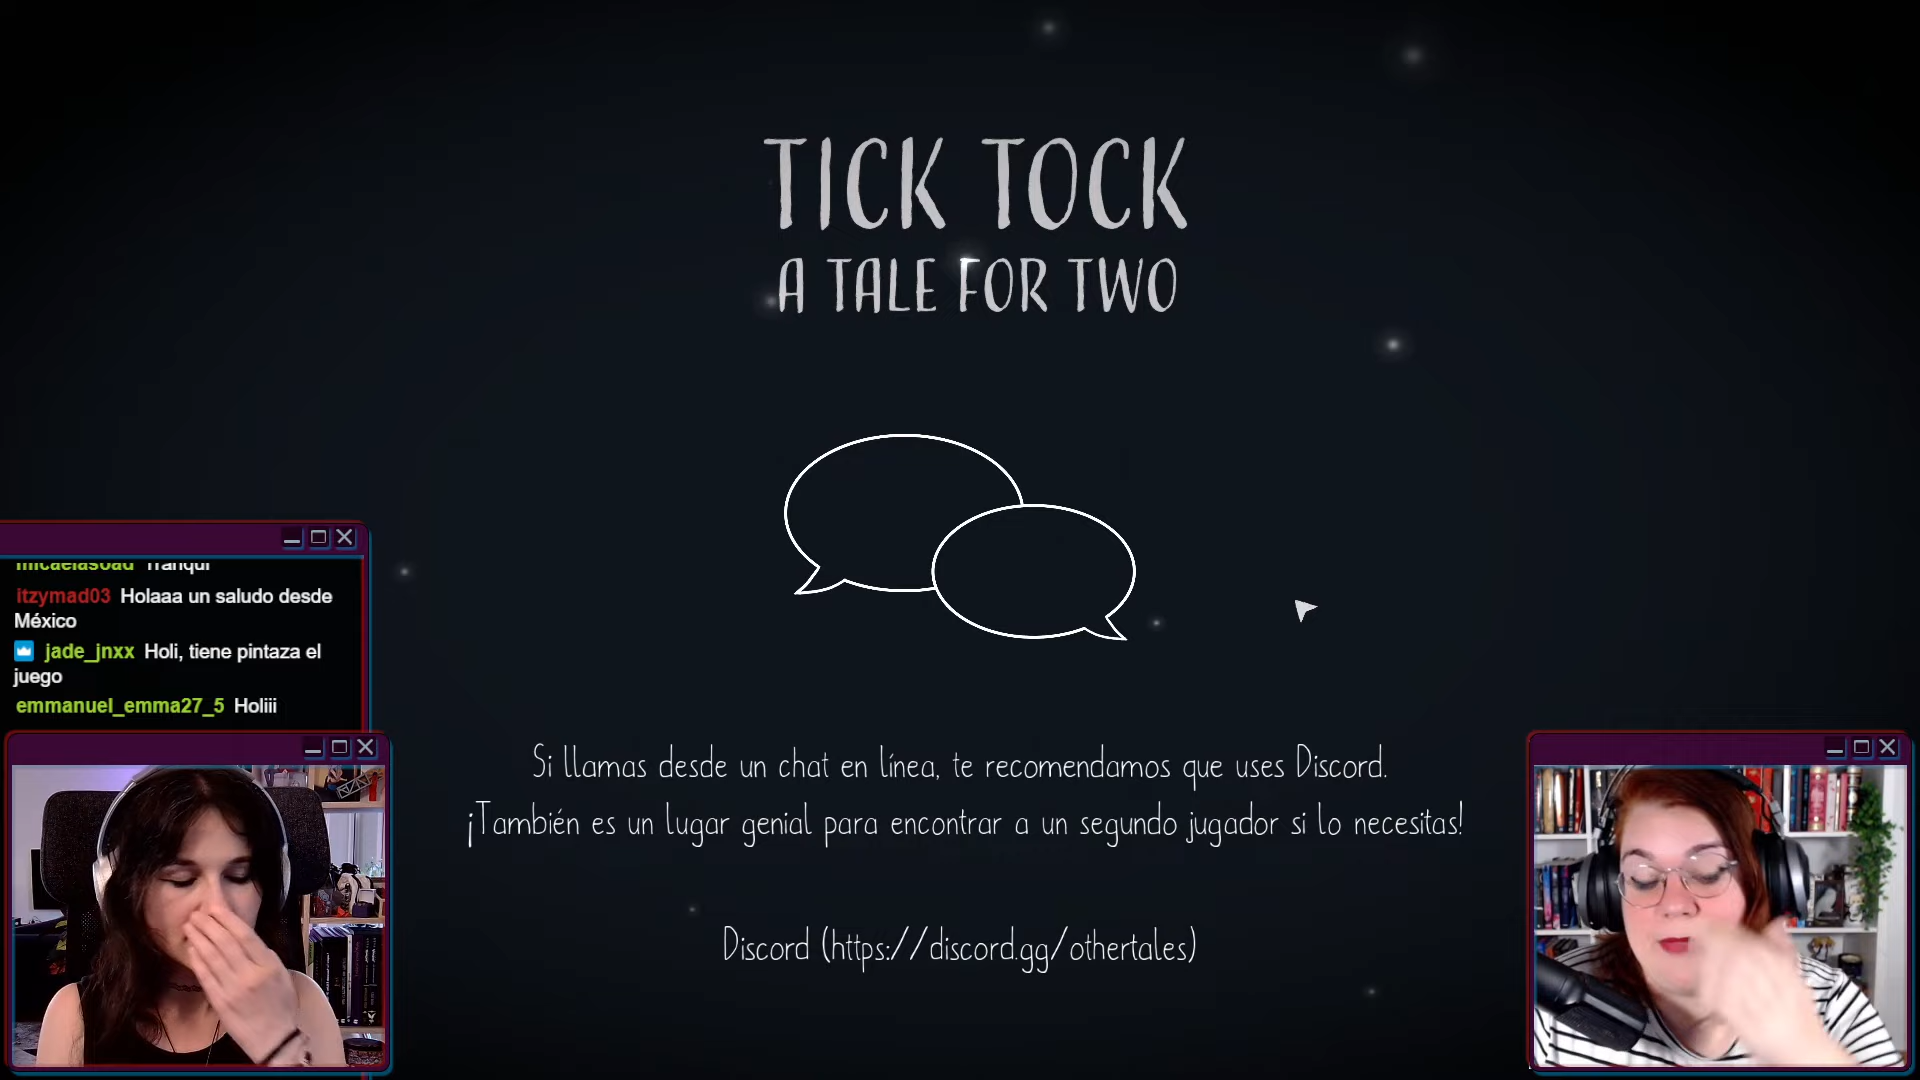 TICK TOCK
A TALE FOR TWO
micaelasoad Tranqui
itzymad03 Holaaa un saludo desde
México
jade_jnxx Holi, tiene pintaza el
juego
emmanuel_emma27_5 Holiii
Si llamas desde un chat en línea, te recomendamos que uses Discord.
¡También es un lugar genial para encontrar a un segundo jugador si lo necesitas!
Discord (https://discord.gg/othertales)